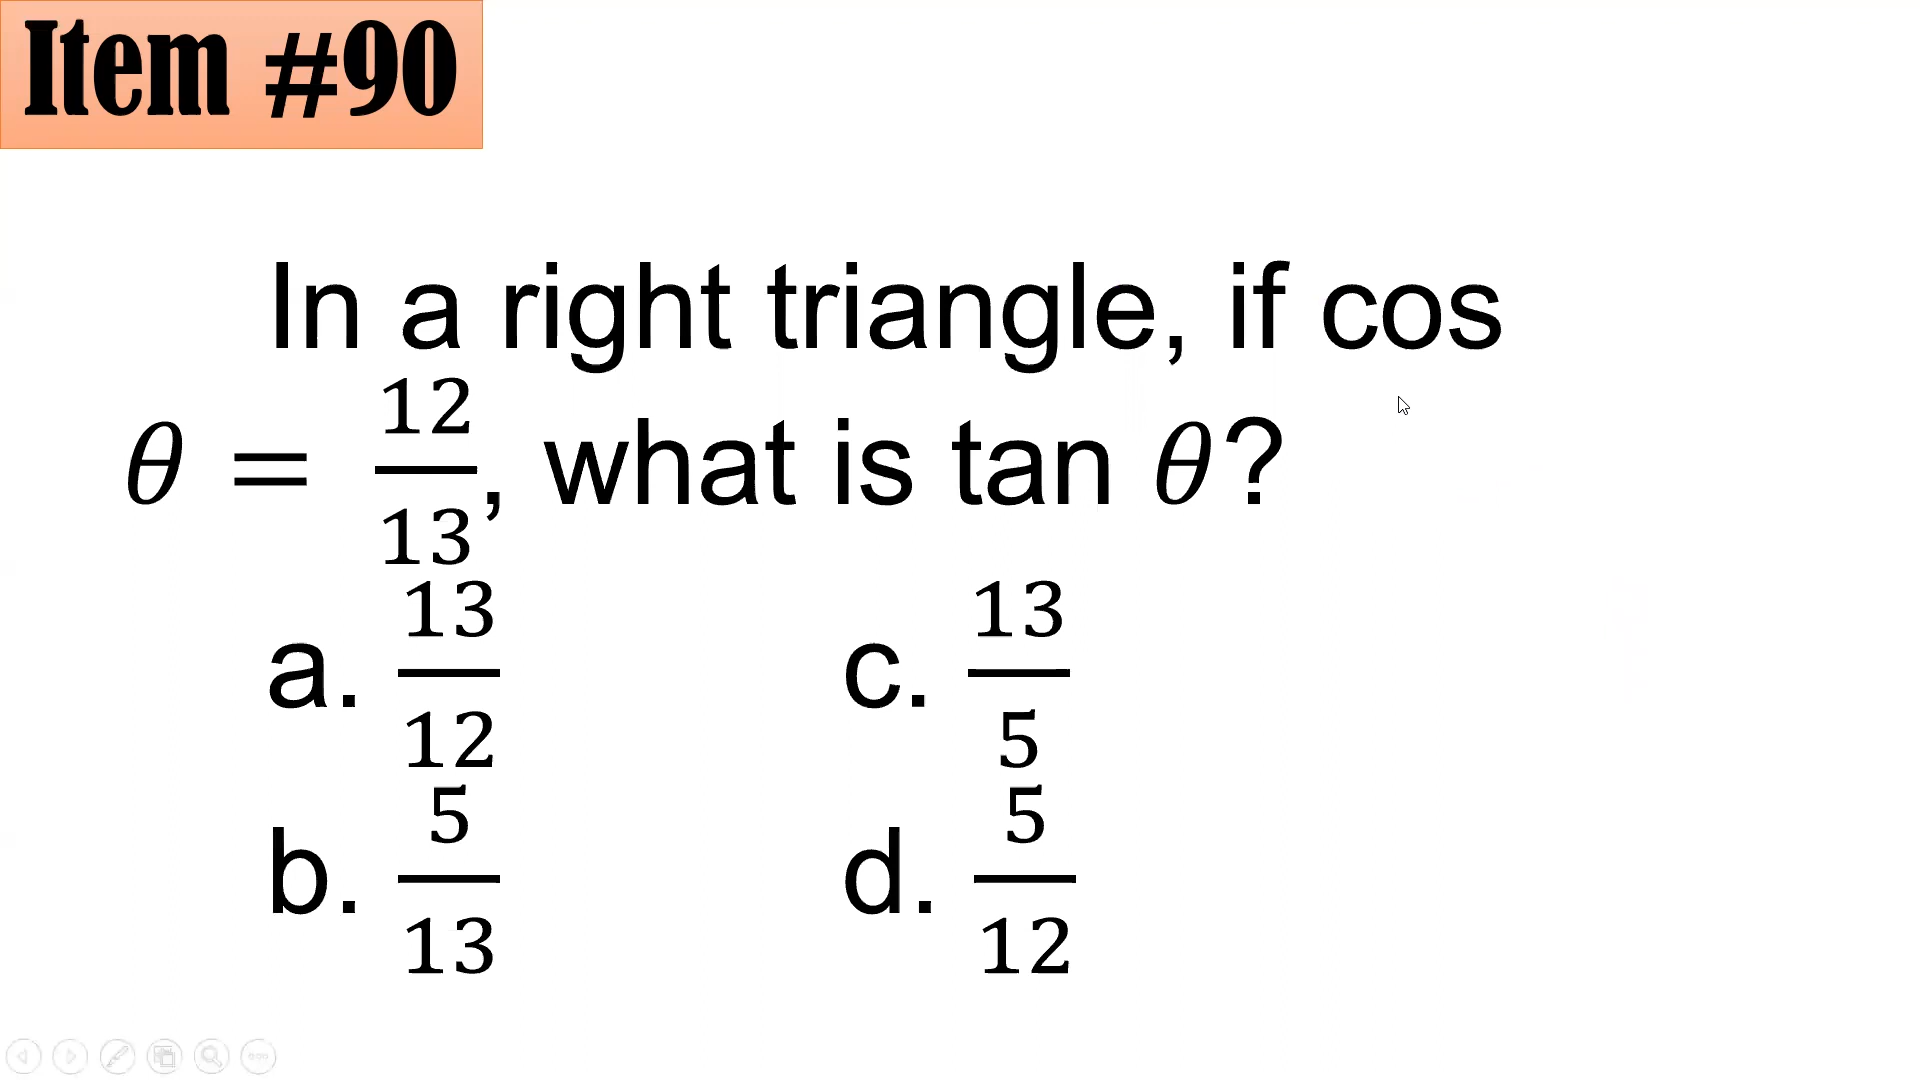 Item #90
In a right triangle, if cos
θ = 12/13, what is tan θ?
a. 13/12 c. 13/5
b. 5/13 d. 5/12